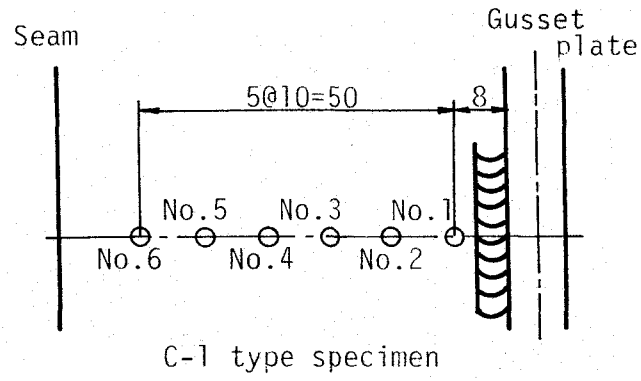 Gusset
Seam
plate
5@10=50
8
No.5
No.3
No.1
No.6
No.4
No.2
C-1 type specimen